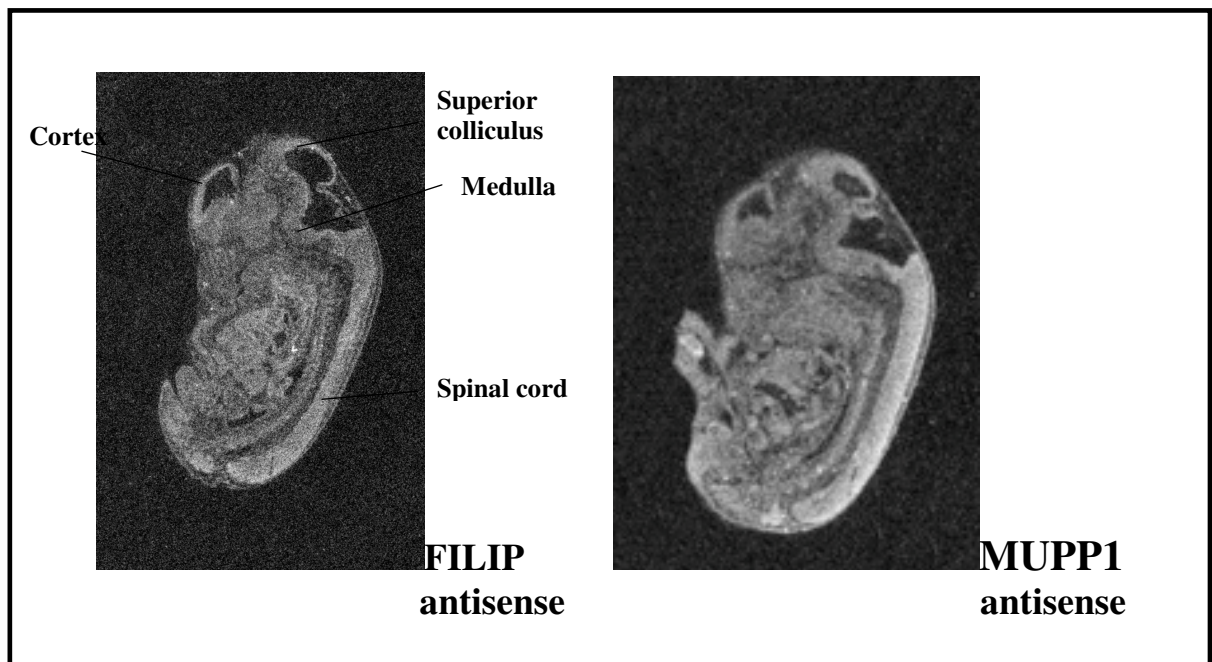 Cortex
Superior
colliculus
Medulla
Spinal cord
FILIP
antisense
MUPP1
antisense